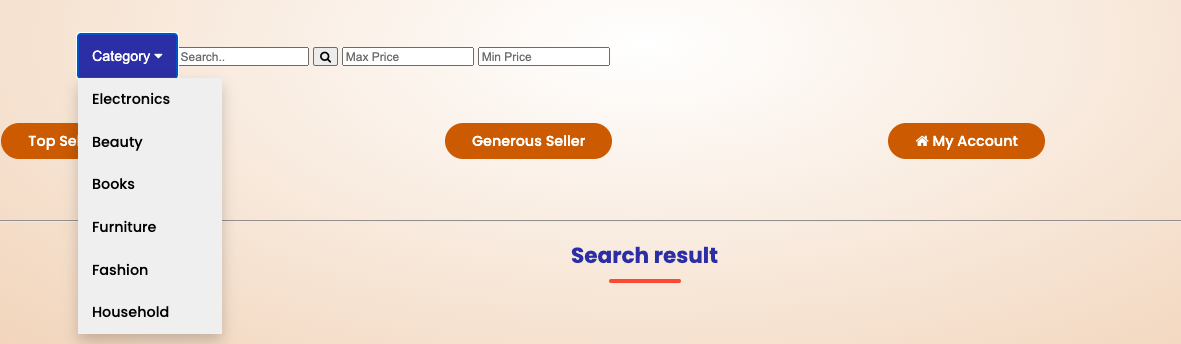 Category Search.. Max Price Min Price
Electronics
Top Se Generous Seller My Account
Beauty
Books
Furniture
Search result
Fashion
Household